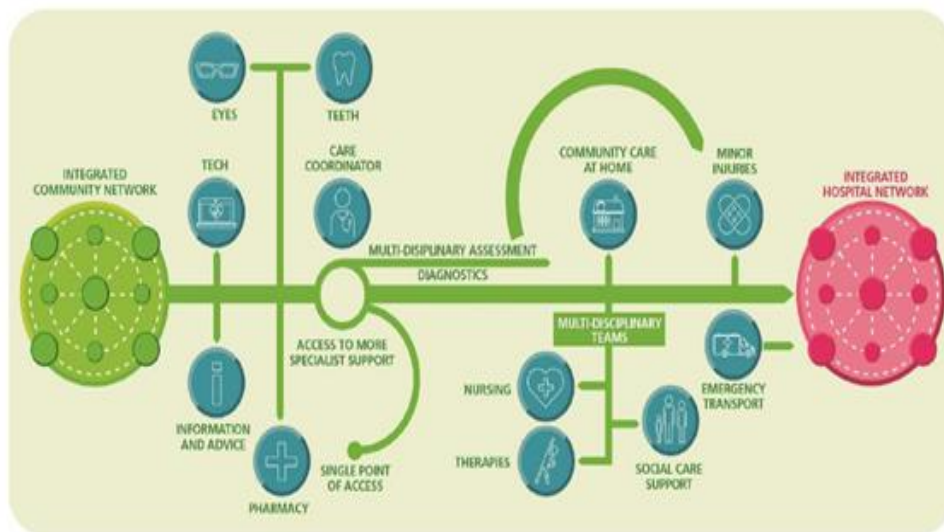 EYES
TEETH
TECH
CARE
COORDINATOR
INTEGRATED
COMMUNITY NETWORK
COMMUNITY CARE
AT HOME
MINOR
INJURIES
INTEGRATED
HOSPITAL NETWORK
MULTI-DISIPLINARY ASSESSMENT
DIAGNOSTICS
ACCESS TO MORE
SPECIALIST SUPPORT
MULTI-DISCIPLINARY
TEAMS
INFORMATION
AND ADVICE
PHARMACY
SINGLE POINT
OF ACCESS
NURSING
THERAPIES
SOCIAL CARE
SUPPORT
EMERGENCY
TRANSPORT